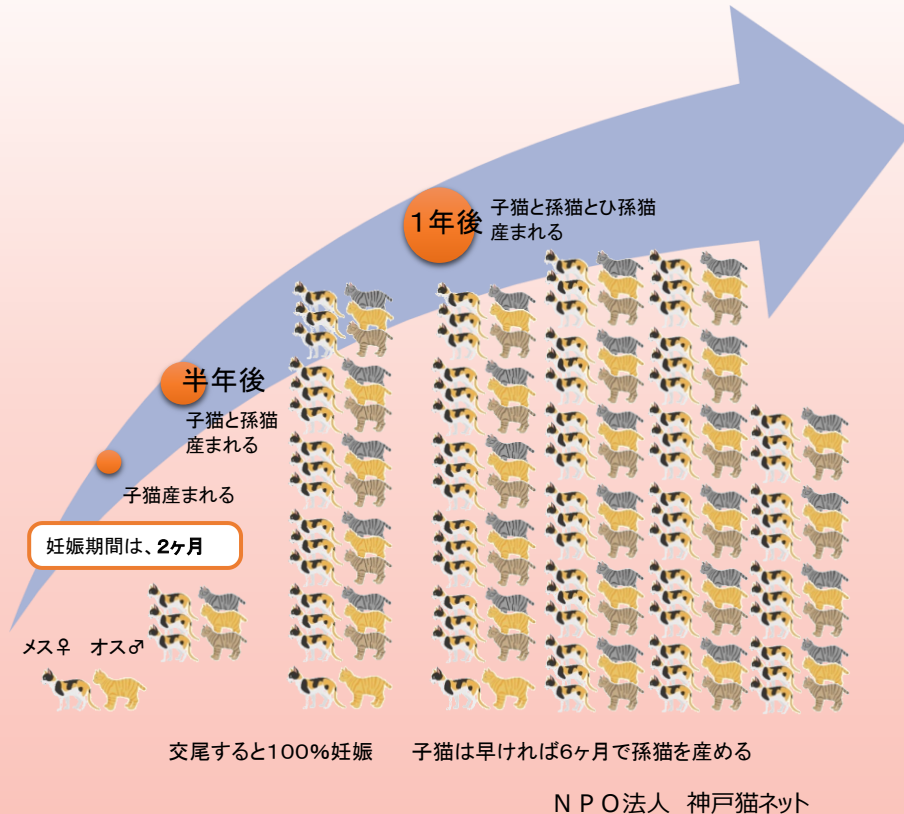 1年後
子猫と孫猫とひ孫猫
産まれる
半年後
子猫と孫猫
産まれる
子猫産まれる
妊娠期間は、2ヶ月
メス♀ オス♂
交尾すると100%妊娠 子猫は早ければ6ヶ月で孫猫を産める
NPO法人 神戸猫ネット